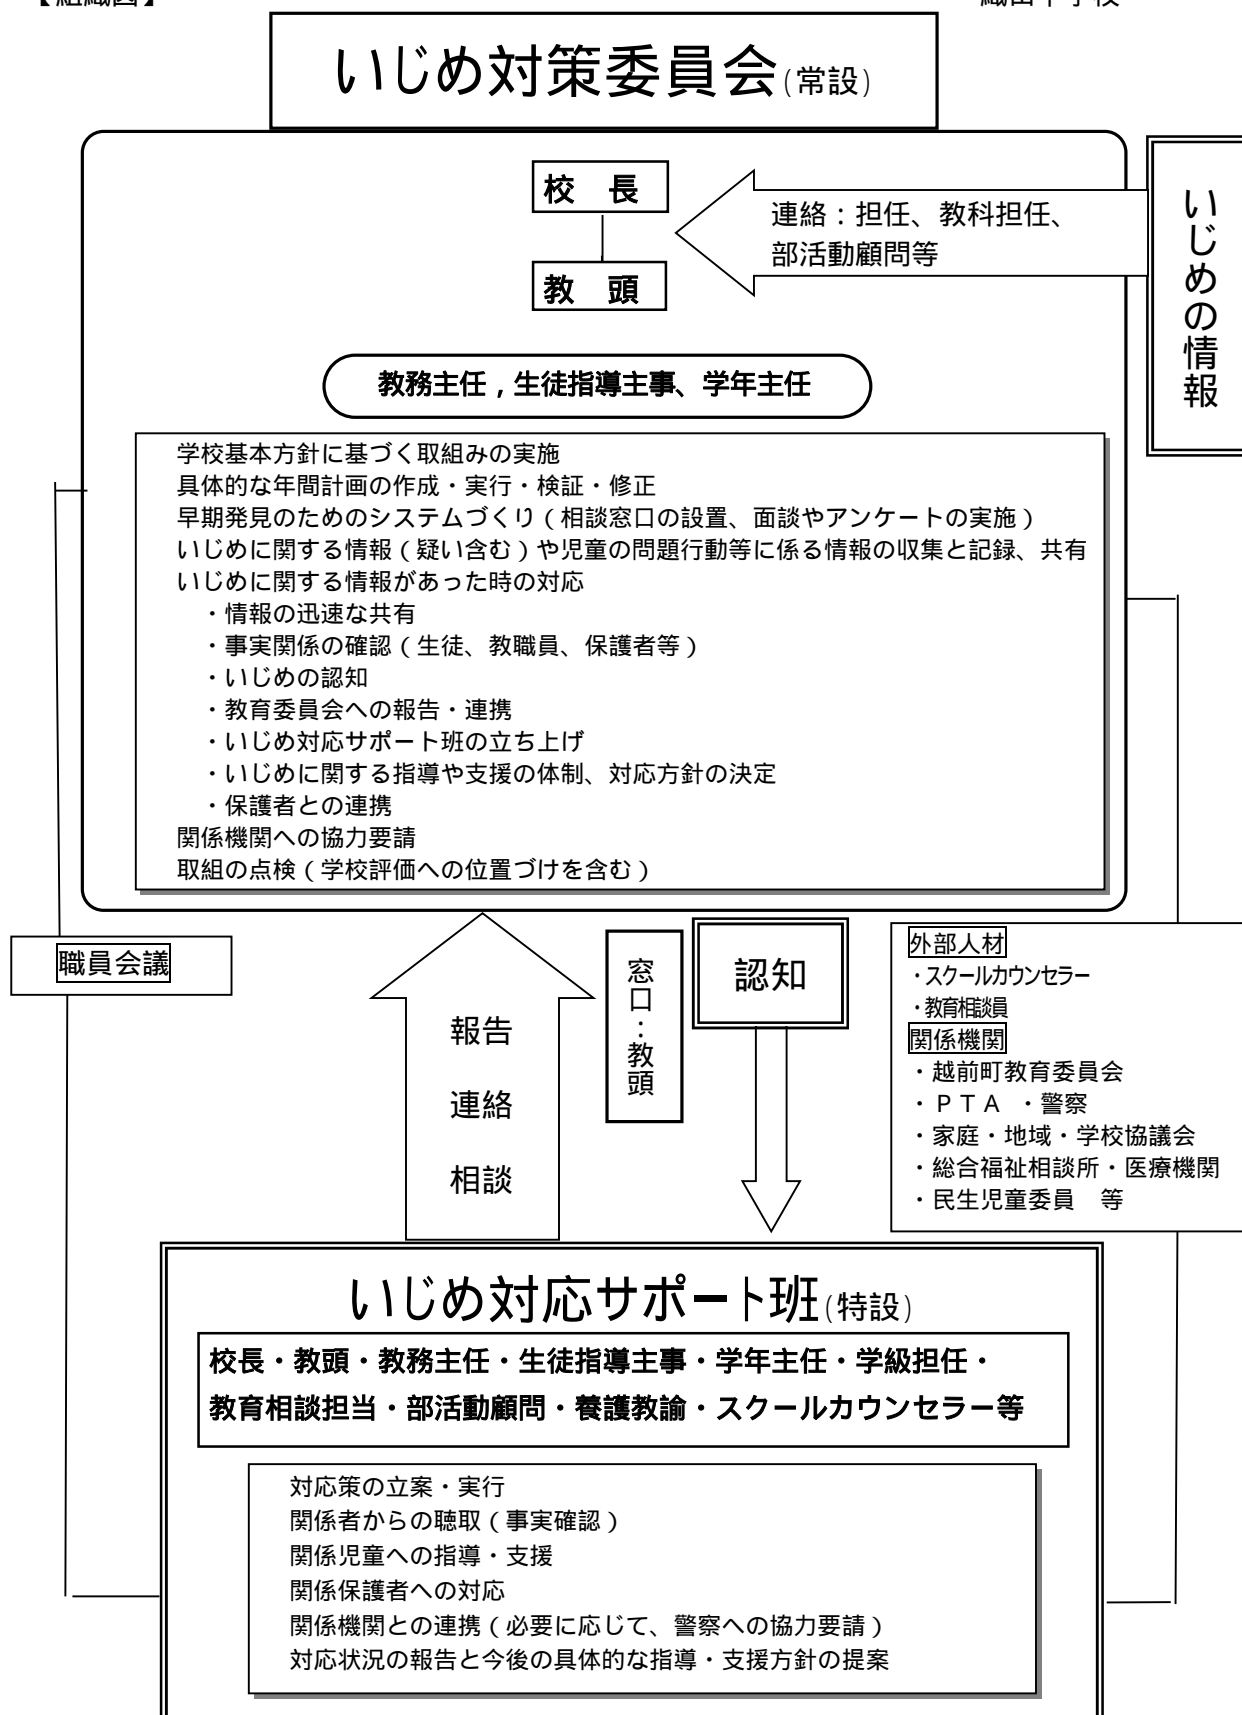 【組織図】
織田中学校
いじめ対策委員会(常設)
校　長
教　頭
連絡：担任、教科担任、
部活動顧問等
いじめの情報
教務主任，生徒指導主事、学年主任
学校基本方針に基づく取組みの実施
具体的な年間計画の作成・実行・検証・修正
早期発見のためのシステムづくり（相談窓口の設置、面談やアンケートの実施）
いじめに関する情報（疑い含む）や児童の問題行動等に係る情報の収集と記録、共有
いじめに関する情報があった時の対応
・情報の迅速な共有
・事実関係の確認（生徒、教職員、保護者等）
・いじめの認知
・教育委員会への報告・連携
・いじめ対応サポート班の立ち上げ
・いじめに関する指導や支援の体制、対応方針の決定
・保護者との連携
関係機関への協力要請
取組の点検（学校評価への位置づけを含む）
職員会議
報告
連絡
相談
窓口：教頭
認知
外部人材
・スクールカウンセラー
・教育相談員
関係機関
・越前町教育委員会
・ＰＴＡ　・警察
・家庭・地域・学校協議会
・総合福祉相談所・医療機関
・民生児童委員　等
いじめ対応サポート班(特設)
校長・教頭・教務主任・生徒指導主事・学年主任・学級担任・
教育相談担当・部活動顧問・養護教諭・スクールカウンセラー等
対応策の立案・実行
関係者からの聴取（事実確認）
関係児童への指導・支援
関係保護者への対応
関係機関との連携（必要に応じて、警察への協力要請）
対応状況の報告と今後の具体的な指導・支援方針の提案